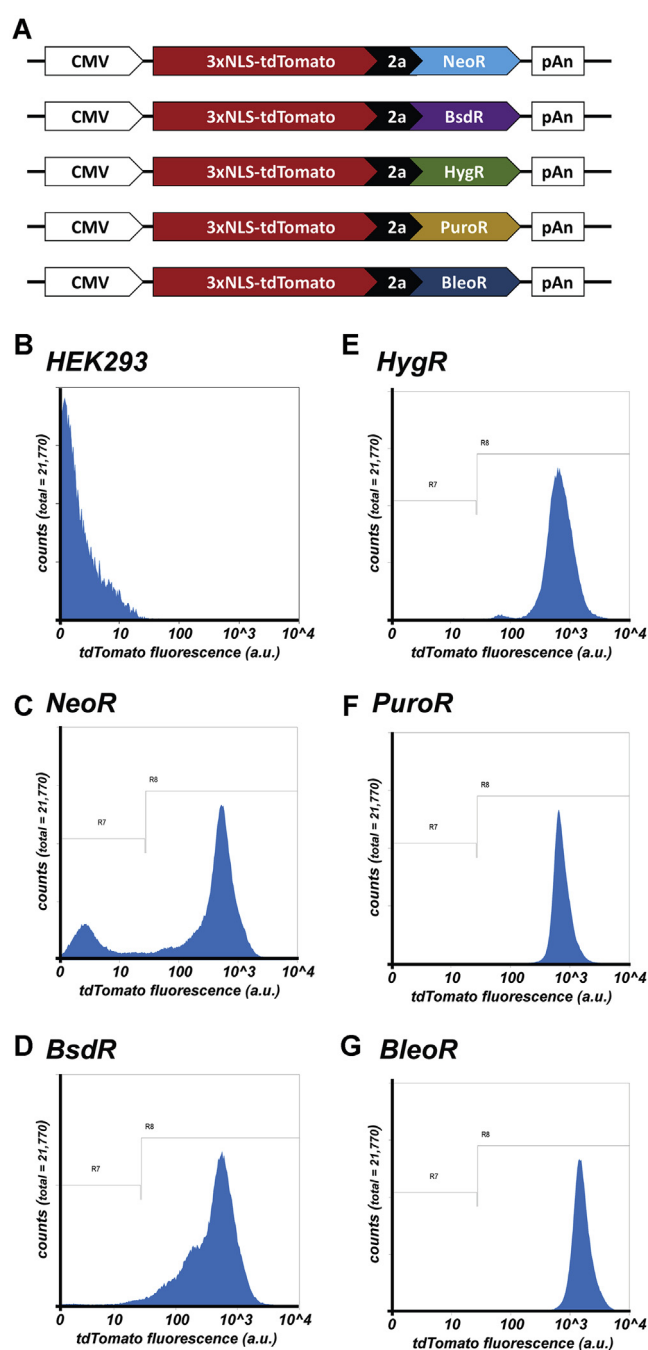 A
CMV 3xNLS-tdTomato 2a NeoR pAn
CMV 3xNLS-tdTomato 2a BsdR pAn
CMV 3xNLS-tdTomato 2a HygR pAn
CMV 3xNLS-tdTomato 2a PuroR pAn
CMV 3xNLS-tdTomato 2a BleoR pAn
B HEK293
counts (total = 21,770)
0 10 100 10^3 10^4
tdTomato fluorescence (a.u.)
E HygR
R8
R7
counts (total = 21,770)
0 10 100 10^3 10^4
tdTomato fluorescence (a.u.)
C NeoR
R8
R7
counts (total = 21,770)
0 10 100 10^3 10^4
tdTomato fluorescence (a.u.)
F PuroR
R8
R7
counts (total = 21,770)
0 10 100 10^3 10^4
tdTomato fluorescence (a.u.)
D BsdR
R8
R7
counts (total = 21,770)
0 10 100 10^3 10^4
tdTomato fluorescence (a.u.)
G BleoR
R8
R7
counts (total = 21,770)
0 10 100 10^3 10^4
tdTomato fluorescence (a.u.)